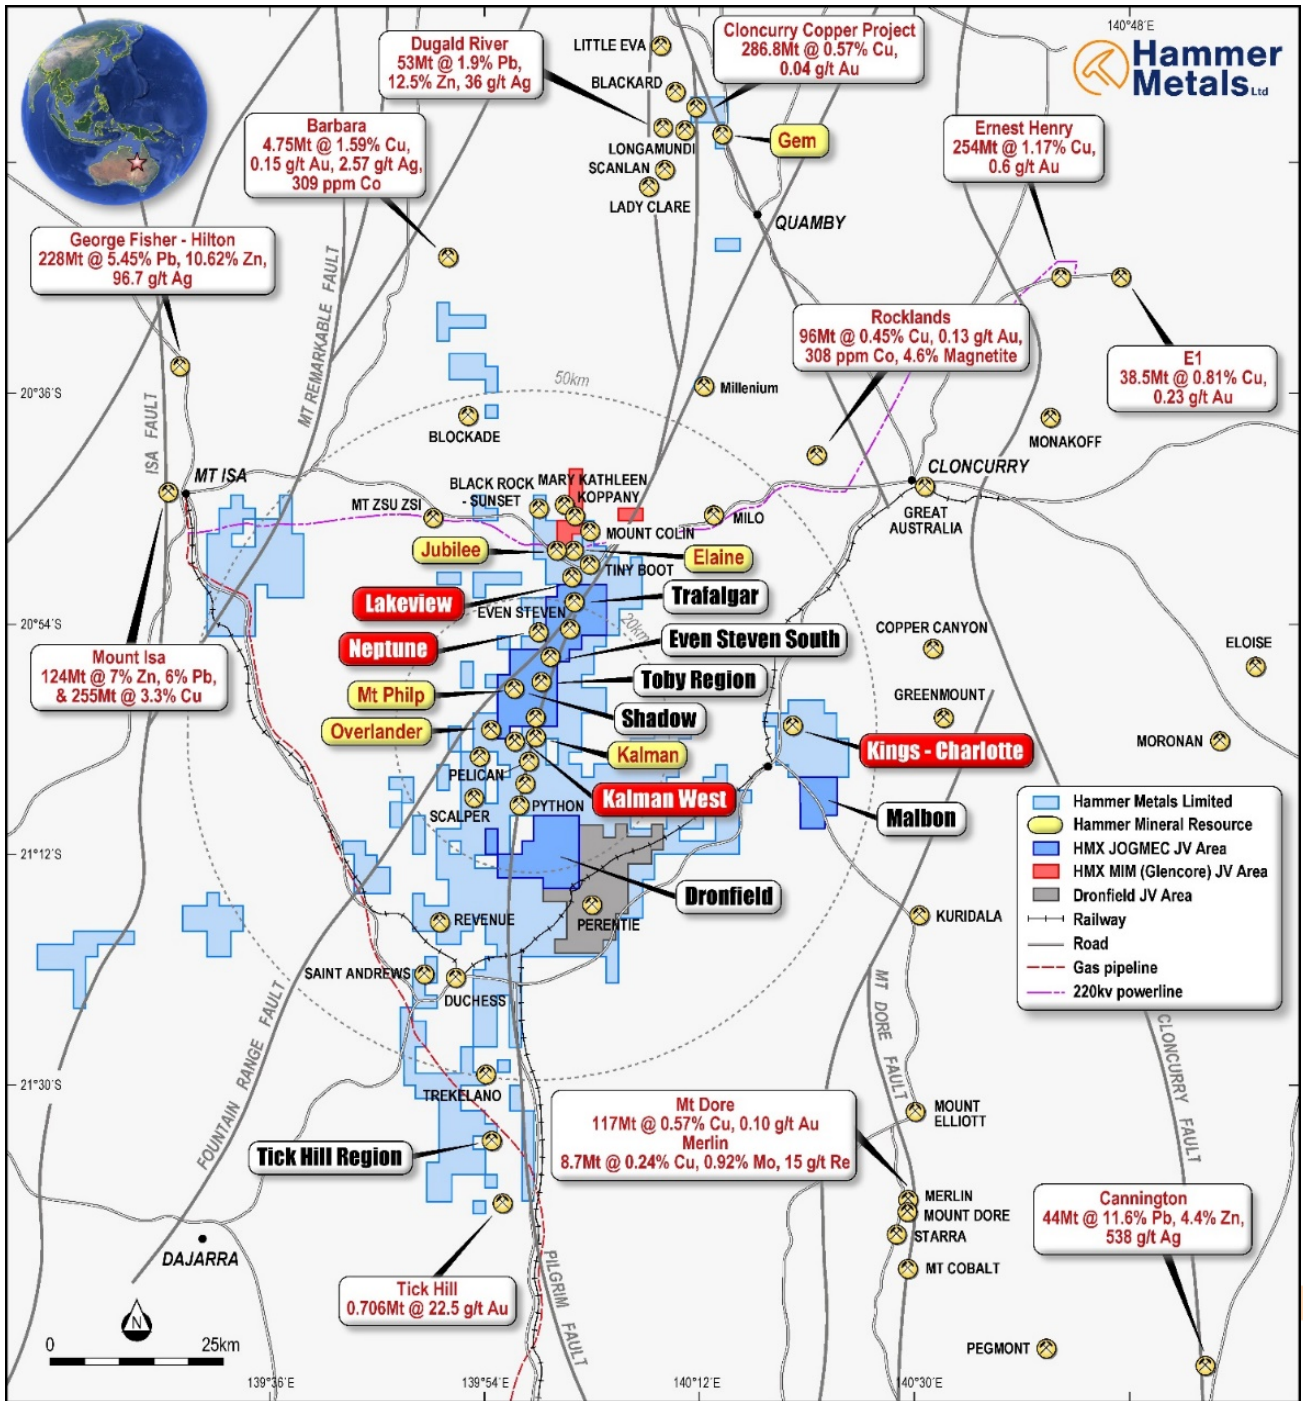 140°48'E
Hammer
Metals Ltd
Dugald River
53Mt @ 1.9% Pb,
12.5% Zn, 36 g/t Ag
LITTLE EVA
Cloncurry Copper Project
286.8Mt @ 0.57% Cu,
0.04 g/t Au
BLACKARD
Barbara
4.75Mt @ 1.59% Cu,
0.15 g/t Au, 2.57 g/t Ag,
309 ppm Co
LONGAMUNDI
Gem
Ernest Henry
254Mt @ 1.17% Cu,
0.6 g/t Au
SCANLAN
LADY CLARE
QUAMBY
George Fisher - Hilton
228Mt @ 5.45% Pb, 10.62% Zn,
96.7 g/t Ag
MT REMARKABLE FAULT
Rocklands
96Mt @ 0.45% Cu, 0.13 g/t Au,
308 ppm Co, 4.6% Magnetite
E1
38.5Mt @ 0.81% Cu,
0.23 g/t Au
50km
Millenium
20°36'S
ISA FAULT
BLOCKADE
MONAKOFF
MT ISA
CLONCURRY
BLACK ROCK
- SUNSET
MARY KATHLEEN
KOPPANY
MT ZSU ZSI
MILO
GREAT
AUSTRALIA
MOUNT COLIN
Jubilee
Elaine
TINY BOOT
Lakeview
Trafalgar
EVEN STEVEN
20km
20°54'S
Neptune
Even Steven South
COPPER CANYON
ELOISE
Mount Isa
124Mt @ 7% Zn, 6% Pb,
& 255Mt @ 3.3% Cu
Toby Region
Mt Philp
GREENMOUNT
Shadow
Overlander
Kalman
Kings - Charlotte
MORONAN
PELICAN
Kalman West
SCALPER
PYTHON
Malbon
Hammer Metals Limited
Hammer Mineral Resource
HMX JOGMEC JV Area
HMX MIM (Glencore) JV Area
Dronfield JV Area
Railway
Road
Gas pipeline
220kv powerline
21°12'S
Dronfield
REVENUE
PERENTIE
KURIDALA
SAINT ANDREWS
DUCHESS
FOUNTAIN RANGE FAULT
MT DORE FAULT
CLONCURRY FAULT
21°30'S
TREKELANO
Mt Dore
117Mt @ 0.57% Cu, 0.10 g/t Au
Merlin
8.7Mt @ 0.24% Cu, 0.92% Mo, 15 g/t Re
MOUNT
ELLIOTT
Tick Hill Region
MERLIN
MOUNT DORE
STARRA
MT COBALT
Cannington
44Mt @ 11.6% Pb, 4.4% Zn,
538 g/t Ag
DAJARRA
Tick Hill
0.706Mt @ 22.5 g/t Au
PILGRIM FAULT
N
0
25km
PEGMONT
139°36'E
139°54'E
140°12'E
140°30'E